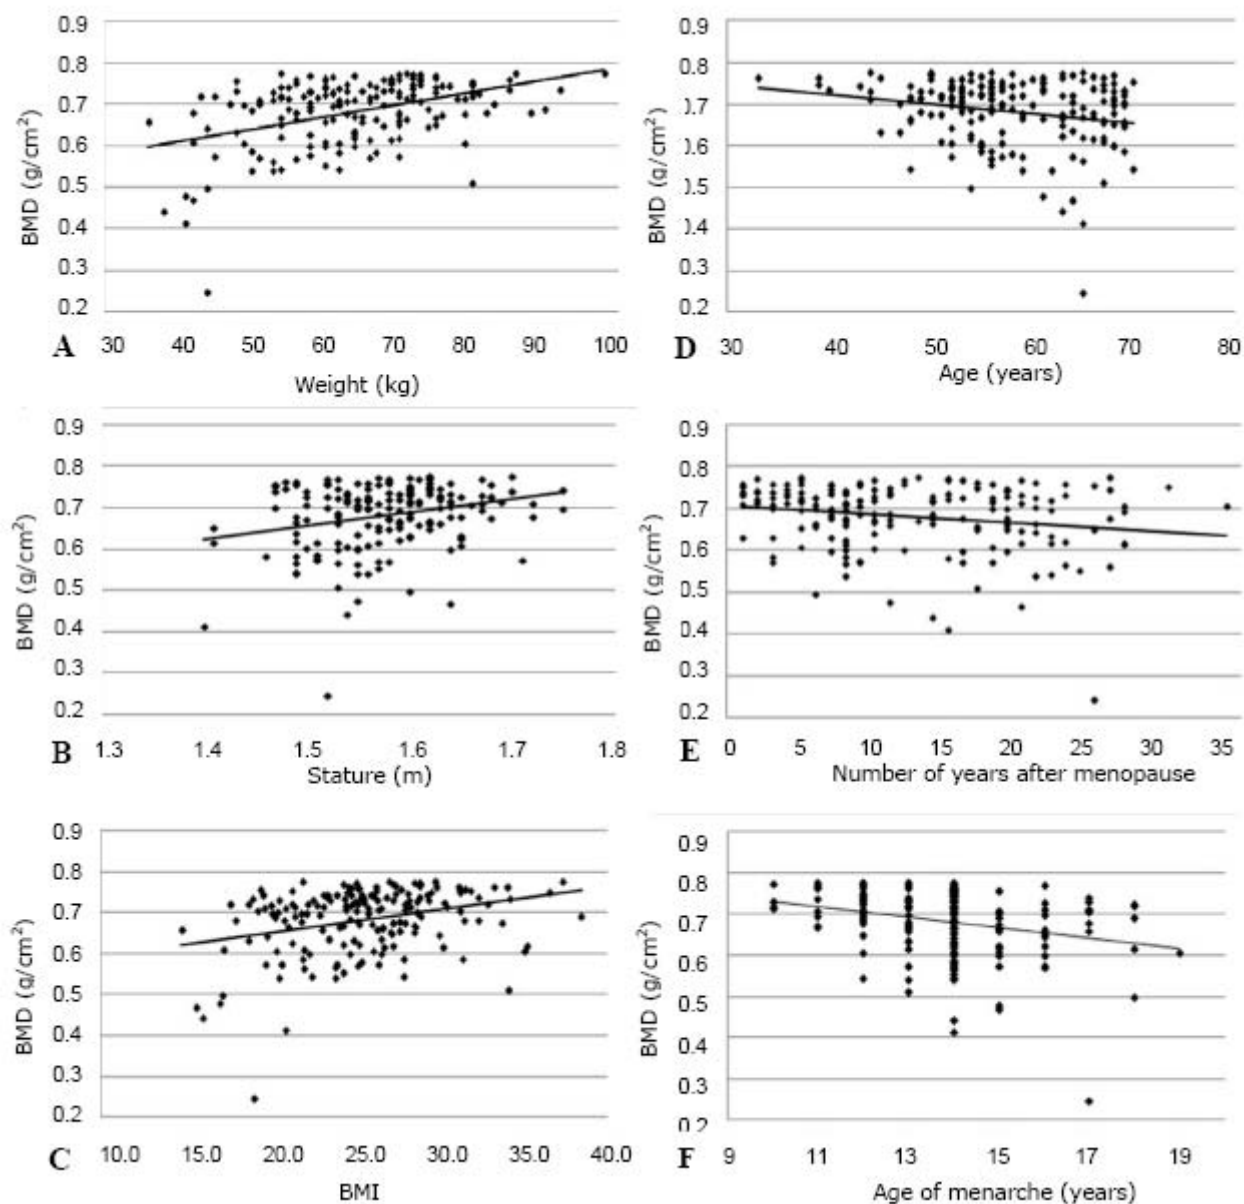 0.9
0.8
0.7
0.6
0.5
0.4
0.3
0.2
BMD (g/cm²)
A 30 40 50 60 70 80 90 100
Weight (kg)
0.9
0.8
0.7
0.6
0.5
0.4
0.3
0.2
BMD (g/cm²)
D 30 40 50 60 70 80
Age (years)
0.9
0.8
0.7
0.6
0.5
0.4
0.3
0.2
BMD (g/cm²)
B 1.3 1.4 1.5 1.6 1.7 1.8
Stature (m)
0.9
0.8
0.7
0.6
0.5
0.4
0.3
0.2
BMD (g/cm²)
E 0 5 10 15 20 25 30 35
Number of years after menopause
0.9
0.8
0.7
0.6
0.5
0.4
0.3
0.2
BMD (g/cm²)
C 10.0 15.0 20.0 25.0 30.0 35.0 40.0
BMI
0.9
0.8
0.7
0.6
0.5
0.4
0.3
0.2
BMD (g/cm²)
F 9 11 13 15 17 19
Age of menarche (years)